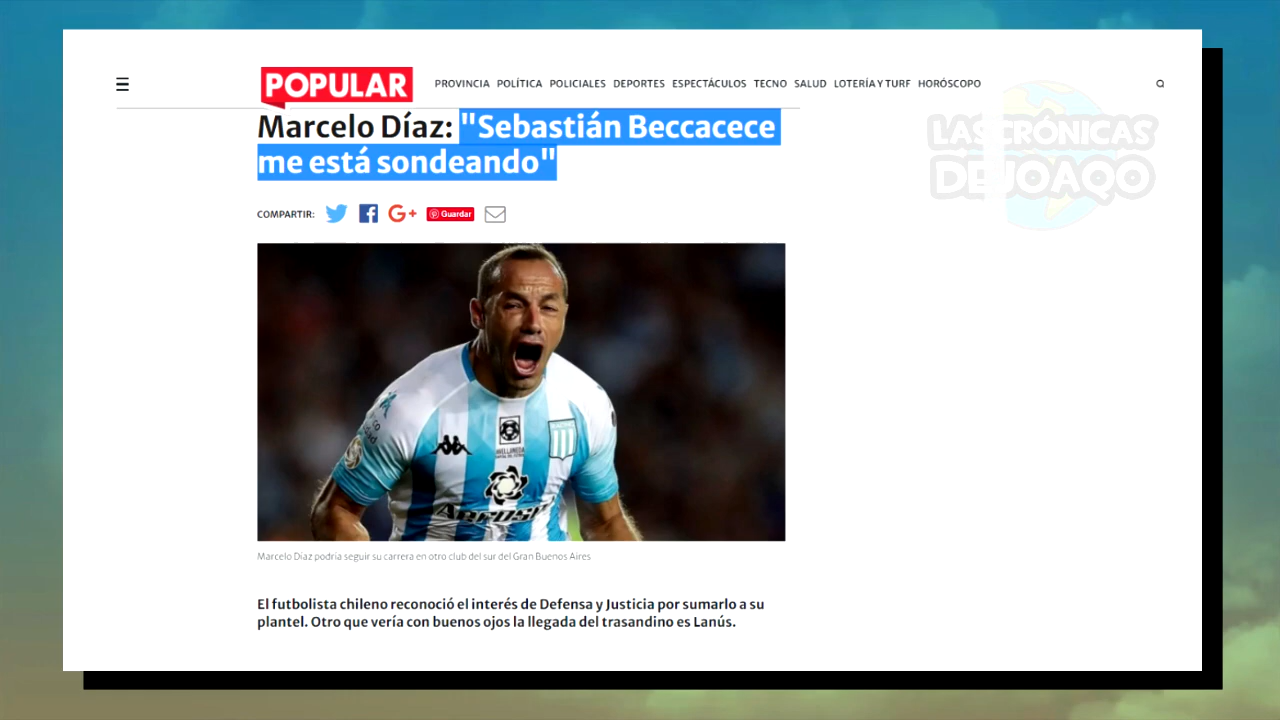 POPULAR
PROVINCIA POLÍTICA POLICIALES DEPORTES ESPECTÁCULOS TECNO SALUD LOTERÍA Y TURF HORÓSCOPO
LAS CRÓNICAS
DE JOAQO
Marcelo Díaz: "Sebastián Beccacece
me está sondeando"
COMPARTIR:
G+
Guardar
RACING
AVELLANEDA
Marcelo Díaz podría seguir su carrera en otro club del sur del Gran Buenos Aires
El futbolista chileno reconoció el interés de Defensa y Justicia por sumarlo a su
plantel. Otro que vería con buenos ojos la llegada del trasandino es Lanús.